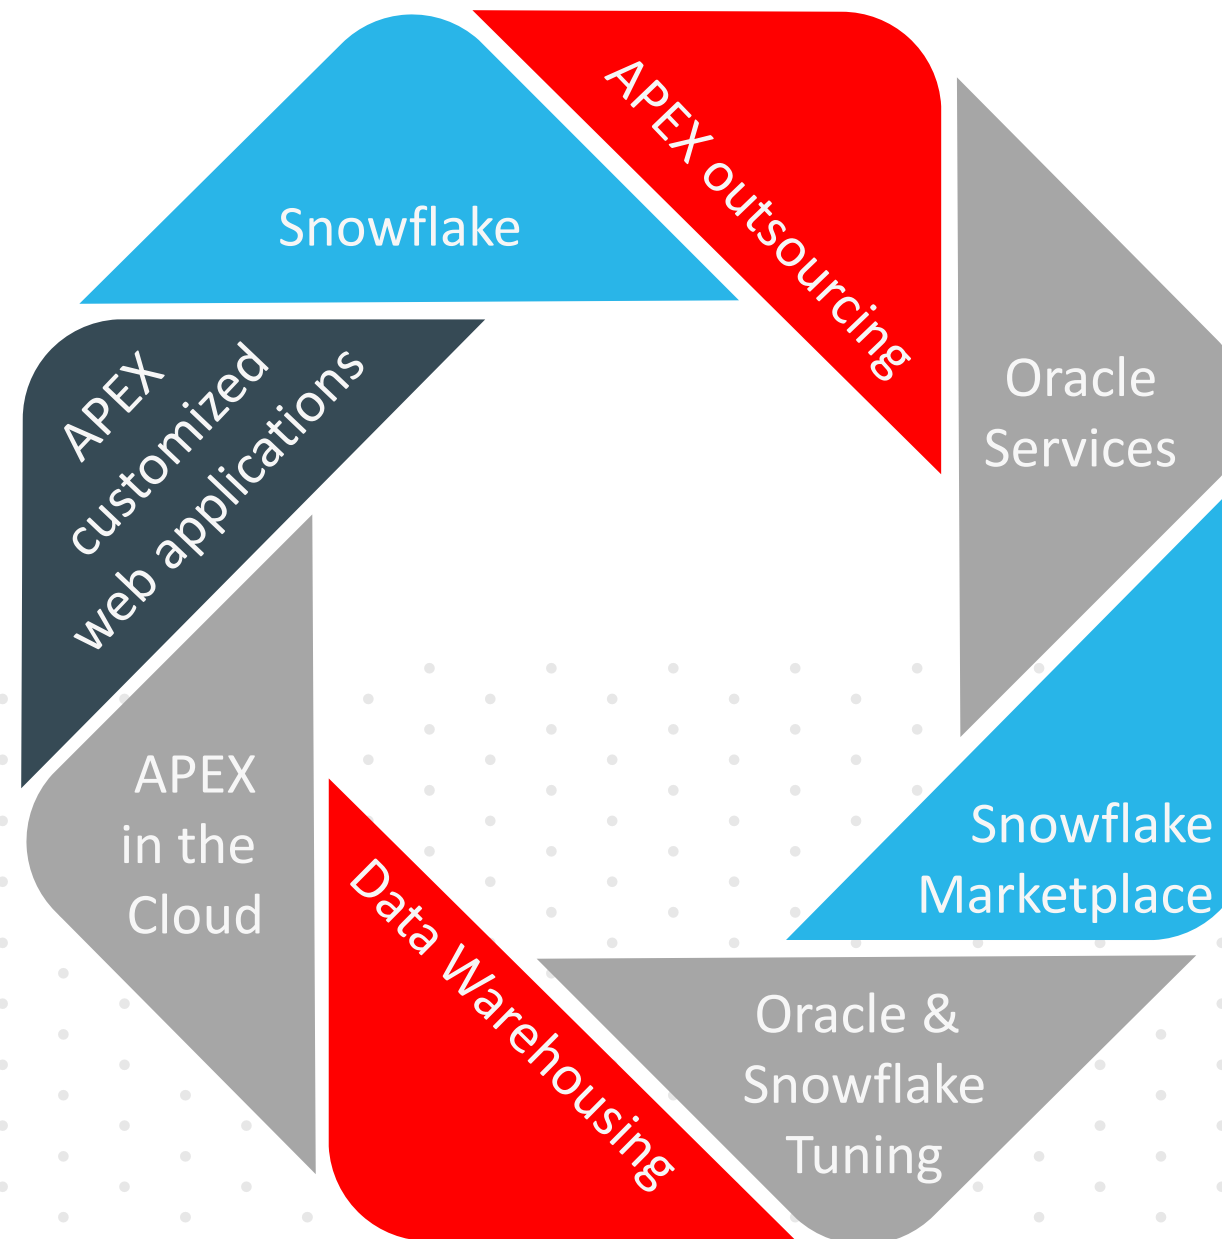 Snowflake
APEX outsourcing
Oracle
Services
Snowflake
Marketplace
Oracle &
Snowflake
Tuning
Data Warehousing
APEX
in the
Cloud
APEX
customized
web applications